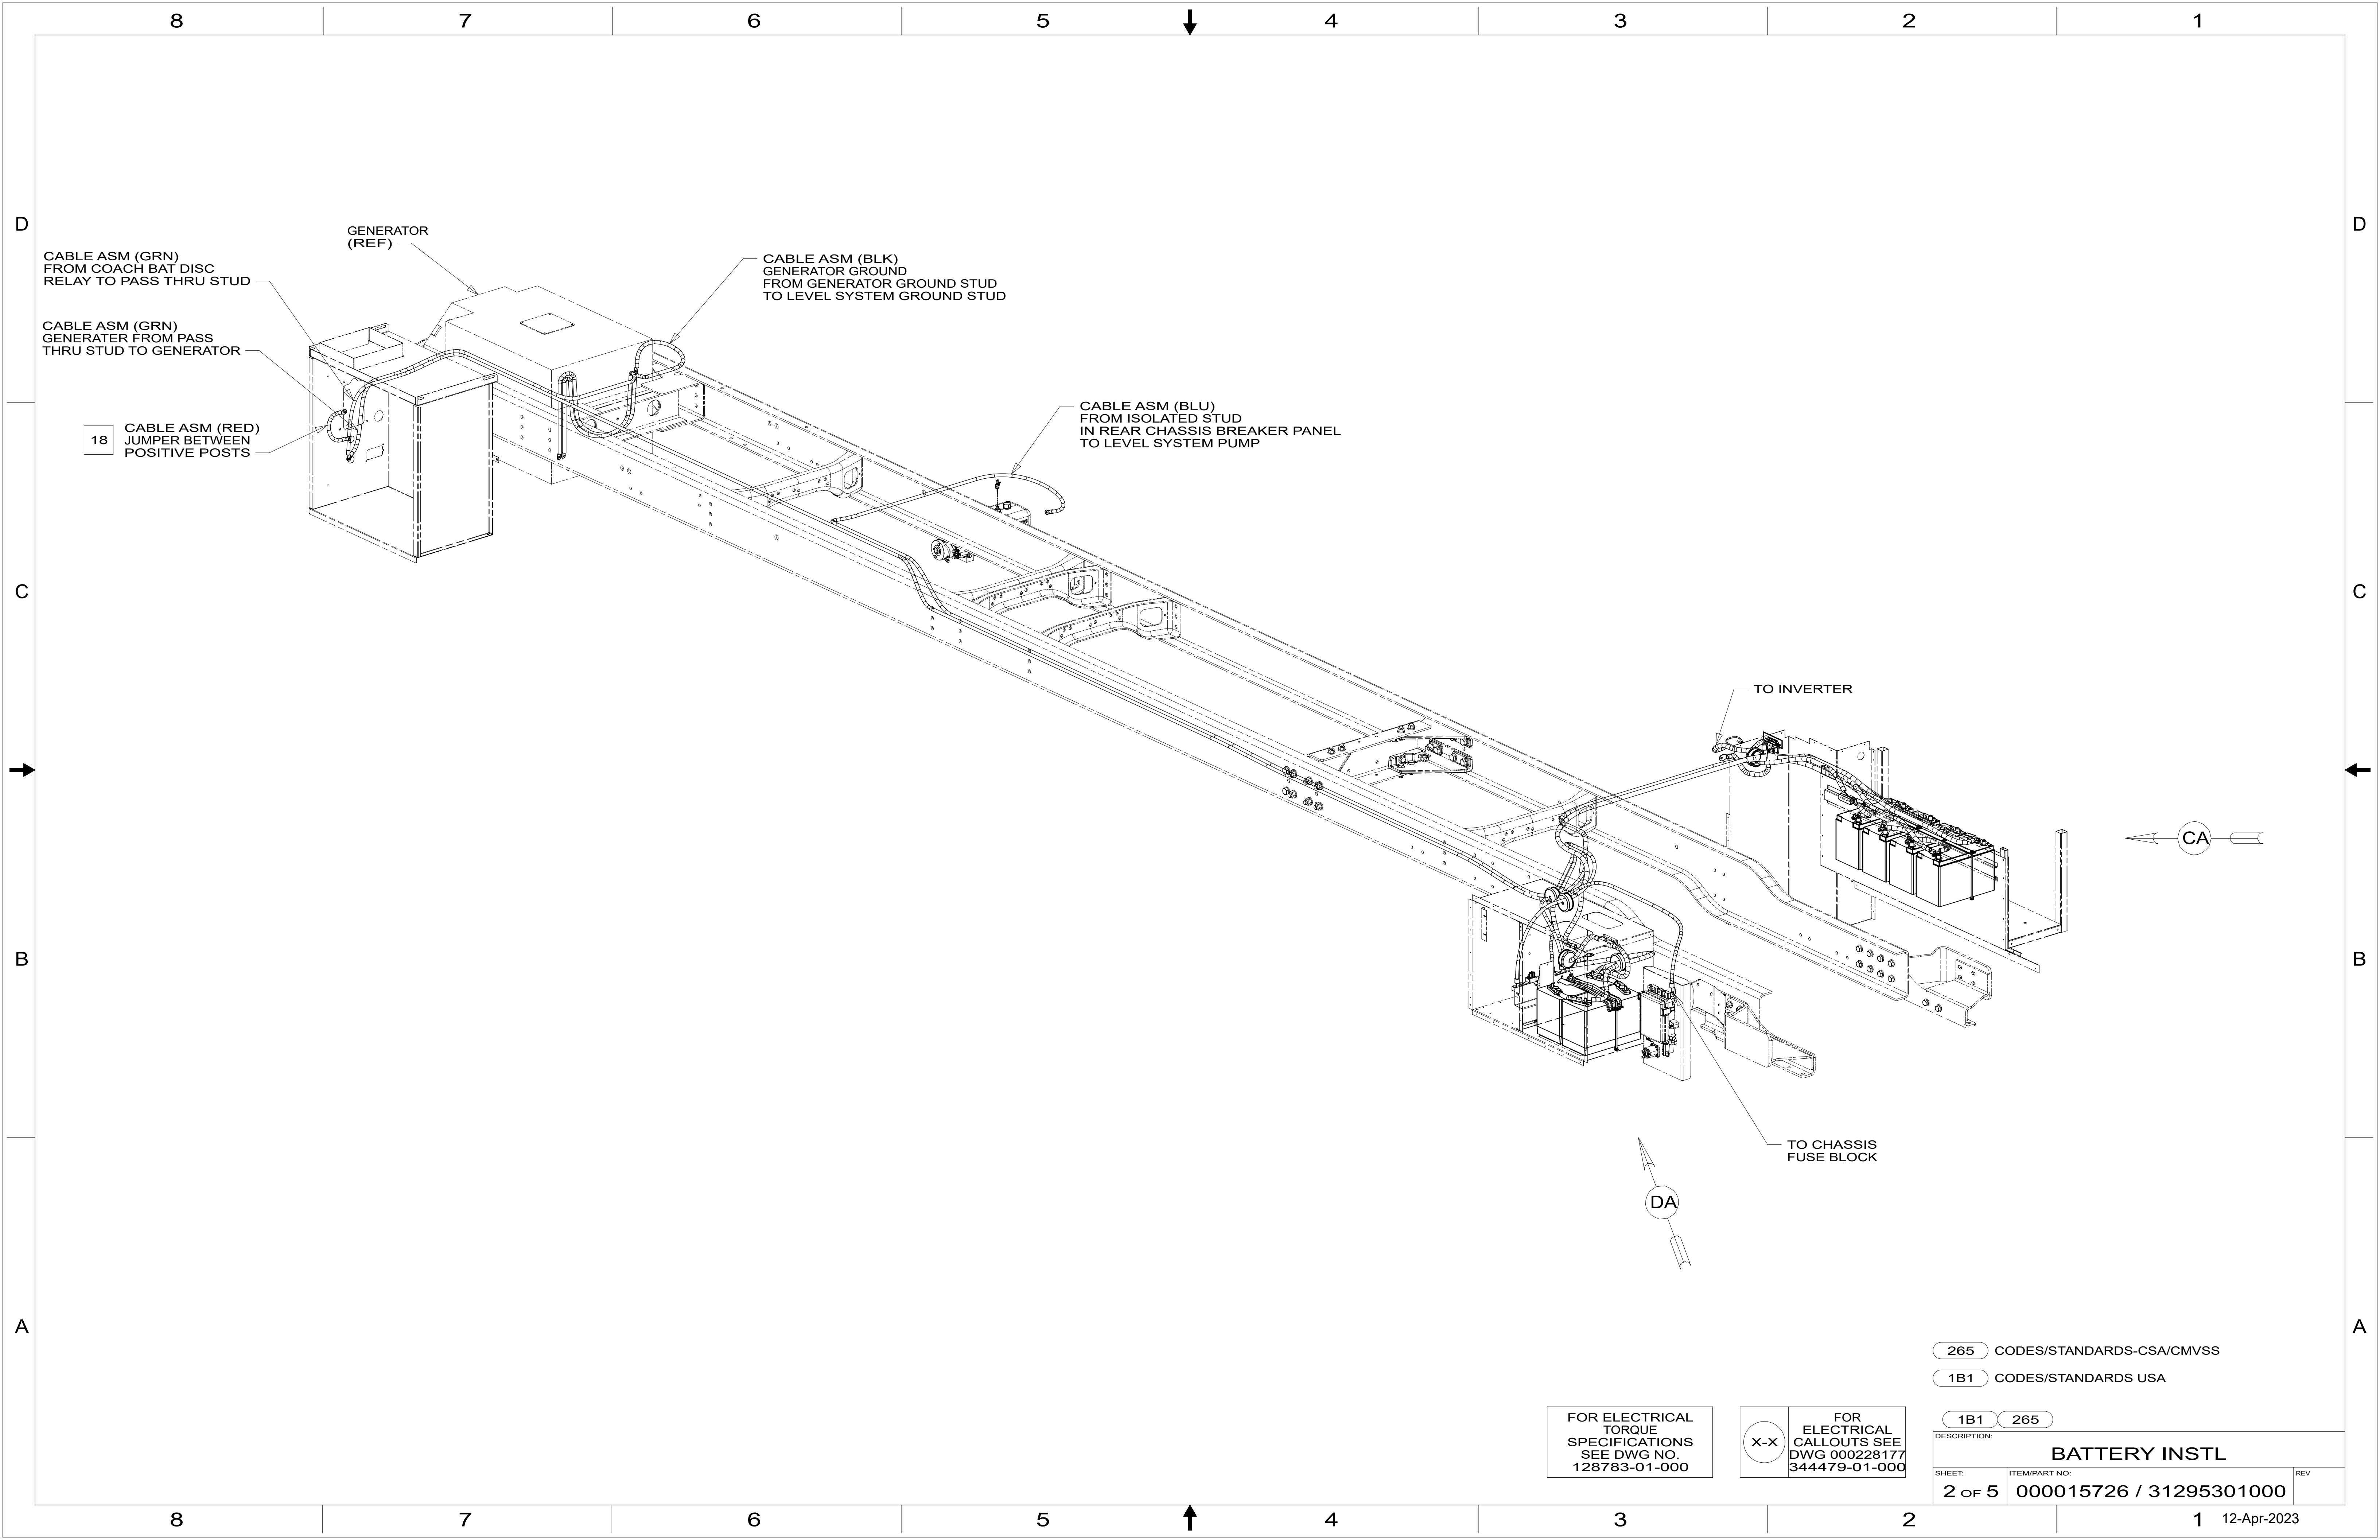 8 7 6 5 4 3 2 1
D
D
GENERATOR
(REF)
CABLE ASM (GRN)
FROM COACH BAT DISC
RELAY TO PASS THRU STUD
CABLE ASM (BLK)
GENERATOR GROUND
FROM GENERATOR GROUND STUD
TO LEVEL SYSTEM GROUND STUD
CABLE ASM (GRN)
GENERATER FROM PASS
THRU STUD TO GENERATOR
18
CABLE ASM (RED)
JUMPER BETWEEN
POSITIVE POSTS
CABLE ASM (BLU)
FROM ISOLATED STUD
IN REAR CHASSIS BREAKER PANEL
TO LEVEL SYSTEM PUMP
C
C
TO INVERTER
CA
B
B
TO CHASSIS
FUSE BLOCK
DA
A
A
265 CODES/STANDARDS-CSA/CMVSS
1B1 CODES/STANDARDS USA
FOR ELECTRICAL
TORQUE
SPECIFICATIONS
SEE DWG NO.
128783-01-000
X-X
FOR
ELECTRICAL
CALLOUTS SEE
DWG 000228177
344479-01-000
1B1 265
DESCRIPTION:
BATTERY INSTL
SHEET:
2 OF 5
ITEM/PART NO:
000015726 / 31295301000
REV
8 7 6 5 4 3 2 1
12-Apr-2023